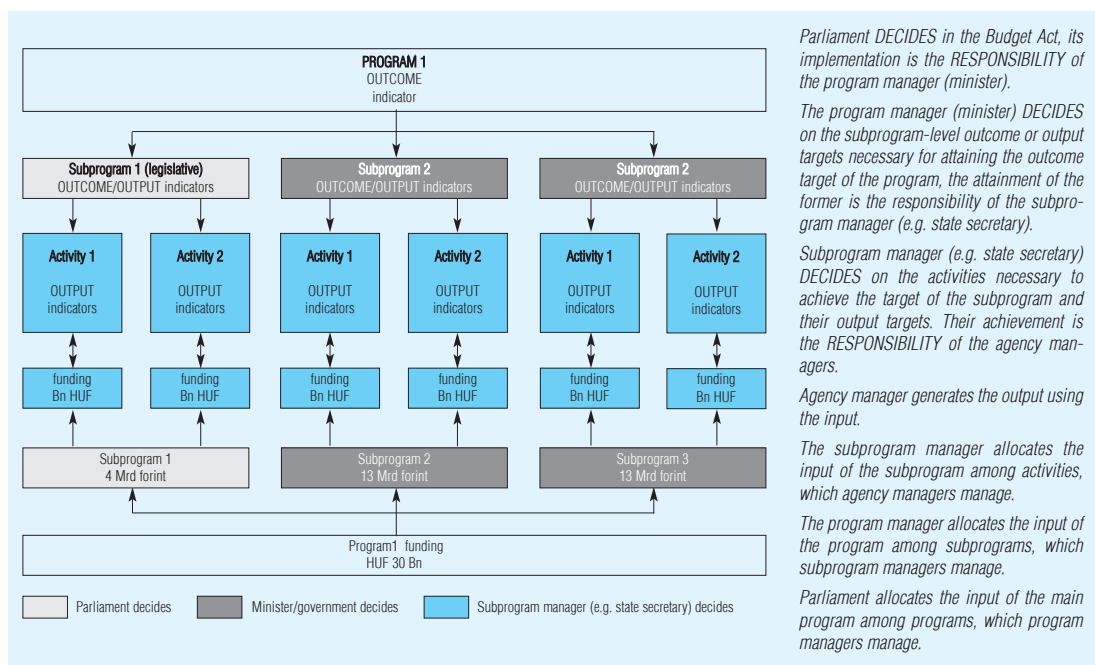 PROGRAM 1
OUTCOME
indicator
Subprogram 1 (legislative)
OUTCOME/OUTPUT indicators
Subprogram 2
OUTCOME/OUTPUT indicators
Subprogram 2
OUTCOME/OUTPUT indicators
Activity 1
OUTPUT
indicators
Activity 2
OUTPUT
indicators
Activity 1
OUTPUT
indicators
Activity 2
OUTPUT
indicators
Activity 1
OUTPUT
indicators
Activity 2
OUTPUT
indicators
funding
Bn HUF
funding
Bn HUF
funding
Bn HUF
funding
Bn HUF
funding
Bn HUF
funding
Bn HUF
Subprogram 1
4 Mrd forint
Subprogram 2
13 Mrd forint
Subprogram 3
13 Mrd forint
Program1 funding
HUF 30 Bn
Parliament decides
Minister/government decides
Subprogram manager (e.g. state secretary) decides
Parliament DECIDES in the Budget Act, its
implementation is the RESPONSIBILITY of
the program manager (minister).
The program manager (minister) DECIDES
on the subprogram-level outcome or output
targets necessary for attaining the outcome
target of the program, the attainment of the
former is the responsibility of the subpro-
gram manager (e.g. state secretary).
Subprogram manager (e.g. state secretary)
DECIDES on the activities necessary to
achieve the target of the subprogram and
their output targets. Their achievement is
the RESPONSIBILITY of the agency man-
agers.
Agency manager generates the output using
the input.
The subprogram manager allocates the
input of the subprogram among activities,
which agency managers manage.
The program manager allocates the input of
the program among subprograms, which
subprogram managers manage.
Parliament allocates the input of the main
program among programs, which program
managers manage.